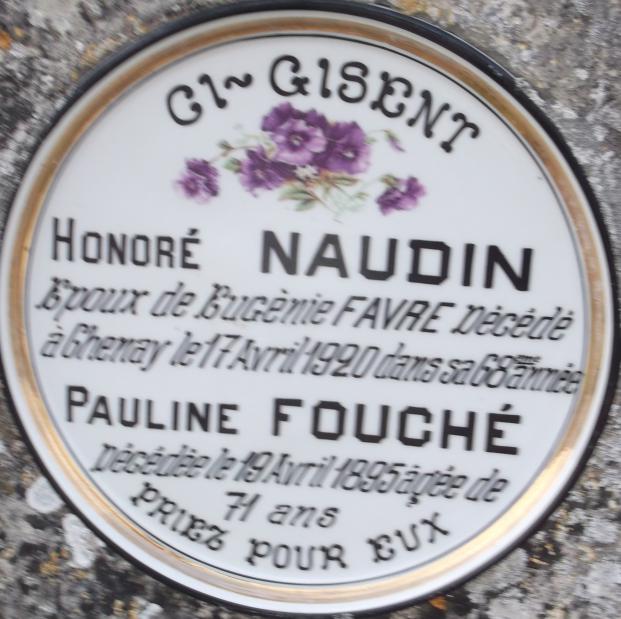 CI~GISENT
HONORÉ NAUDIN
Epoux de Eugènie FAVRE Décédé
à Chenay le 17 Avril 1920 dans sa 68ème année
PAULINE FOUCHÉ
Décédée le 19 Avril 1895 âgée de
71 ans
PRIEZ POUR EUX